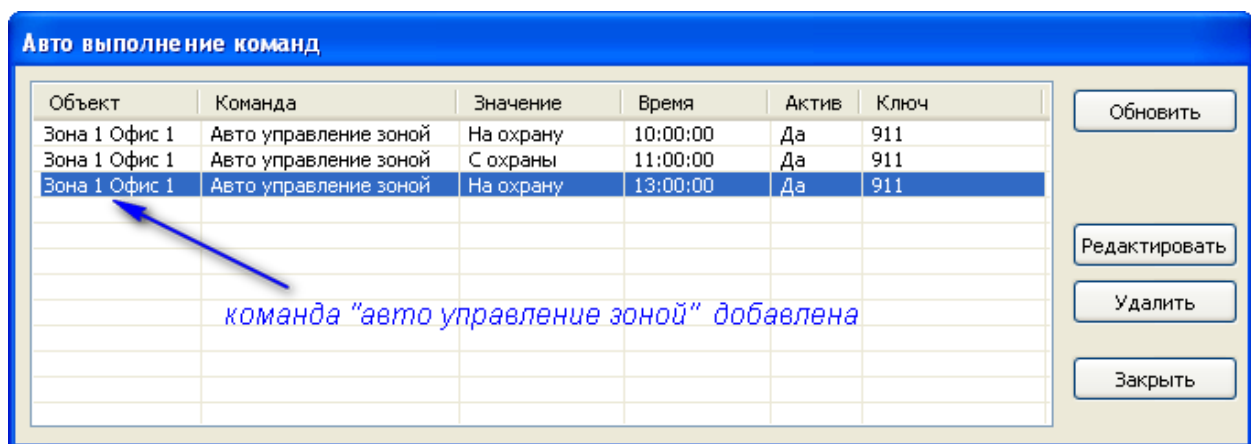 Авто выполнение команд
Объект Команда Значение Время Актив Ключ
Зона 1 Офис 1 Авто управление зоной На охрану 10:00:00 Да 911
Зона 1 Офис 1 Авто управление зоной С охраны 11:00:00 Да 911
Зона 1 Офис 1 Авто управление зоной На охрану 13:00:00 Да 911
команда "авто управление зоной" добавлена
Обновить
Редактировать
Удалить
Закрыть